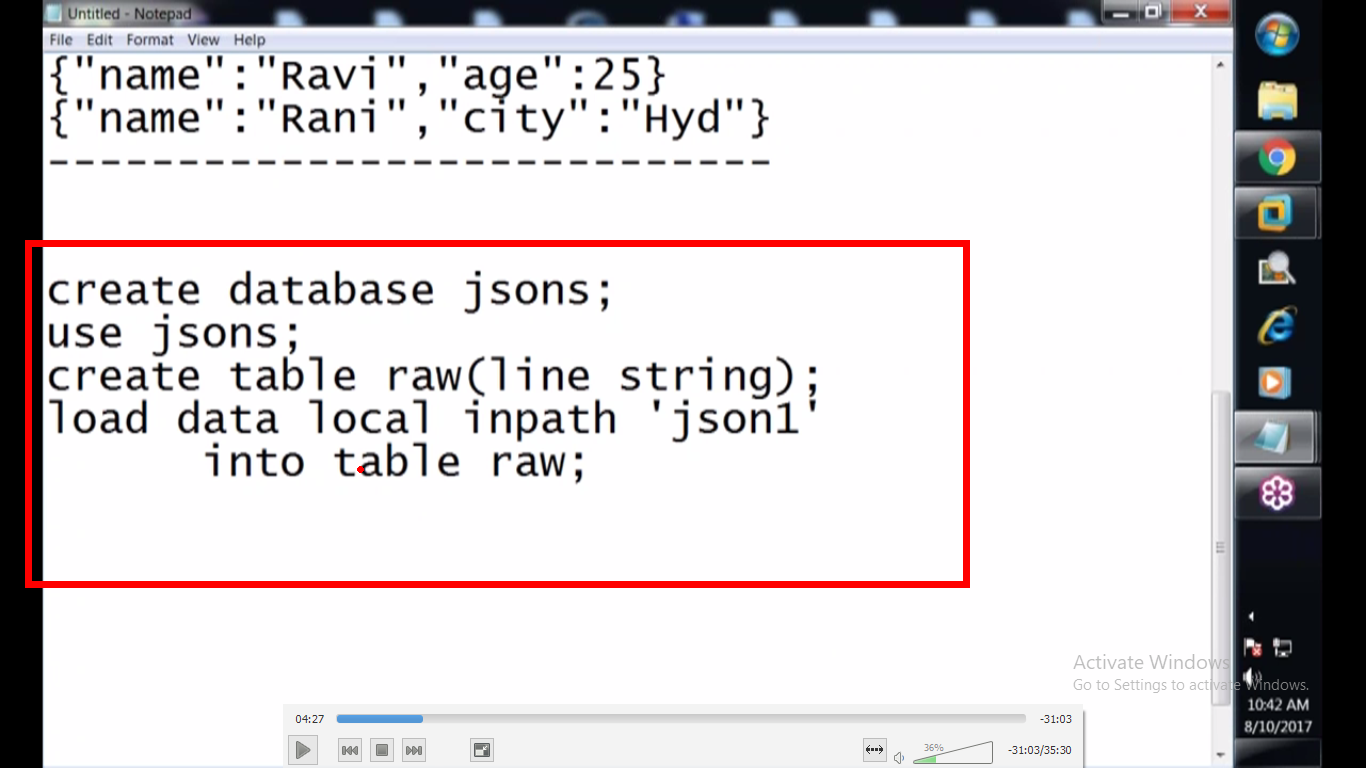 Untitled - Notepad
File Edit Format View Help
{"name":"Ravi","age":25}
{"name":"Rani","city":"Hyd"}
----------------------------
create database jsons;
use jsons;
create table raw(line string);
load data local inpath 'json1'
into table raw;
Activate Windows
Go to Settings to activate Windows.
10:42 AM
8/10/2017
04:27
-31:03
36%
-31:03/35:30